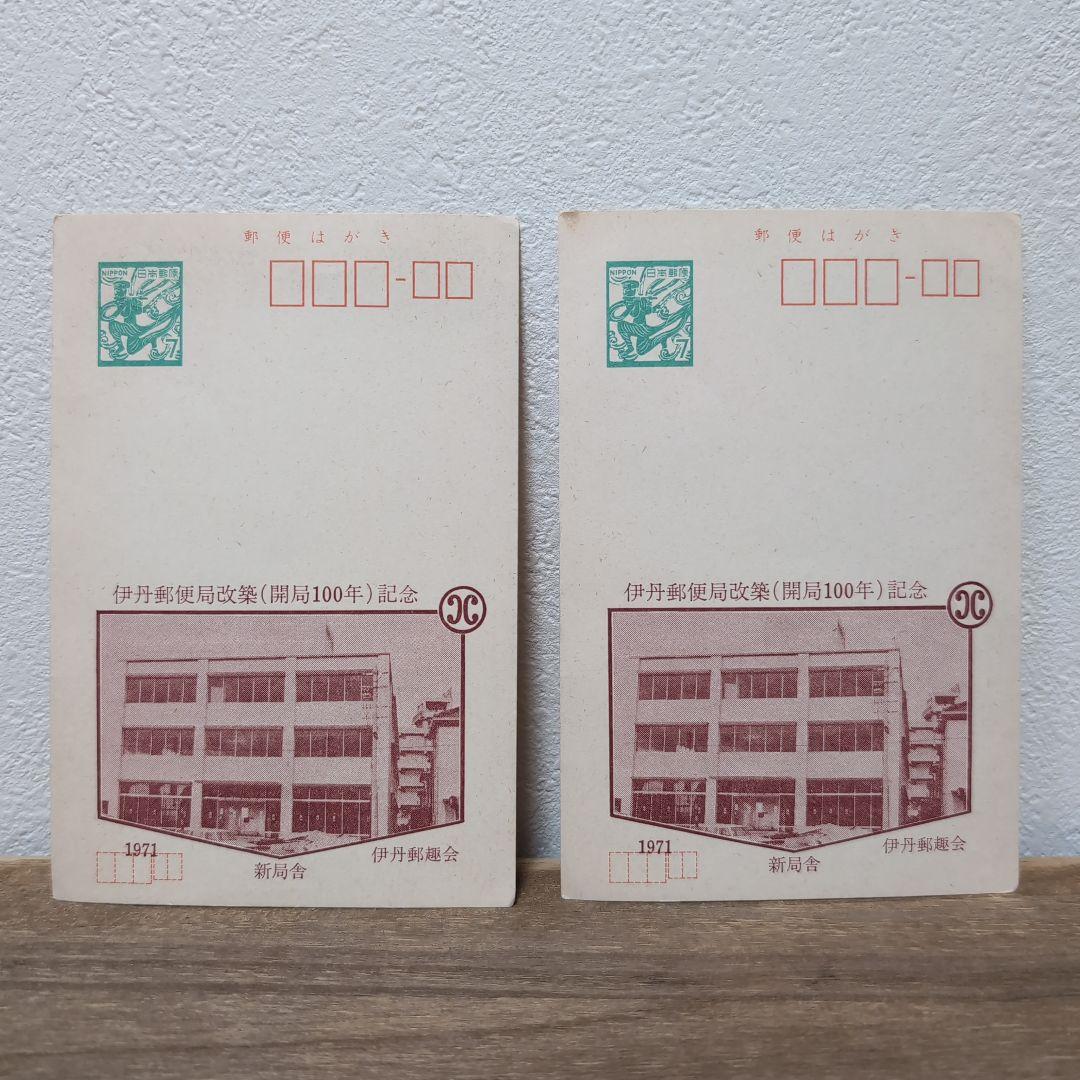 郵便はがき
NIPPON 日本郵便
7
伊丹郵便局改築(開局100年)記念
1971
新局舎
伊丹郵趣会
郵便はがき
NIPPON 日本郵便
7
伊丹郵便局改築(開局100年)記念
1971
新局舎
伊丹郵趣会